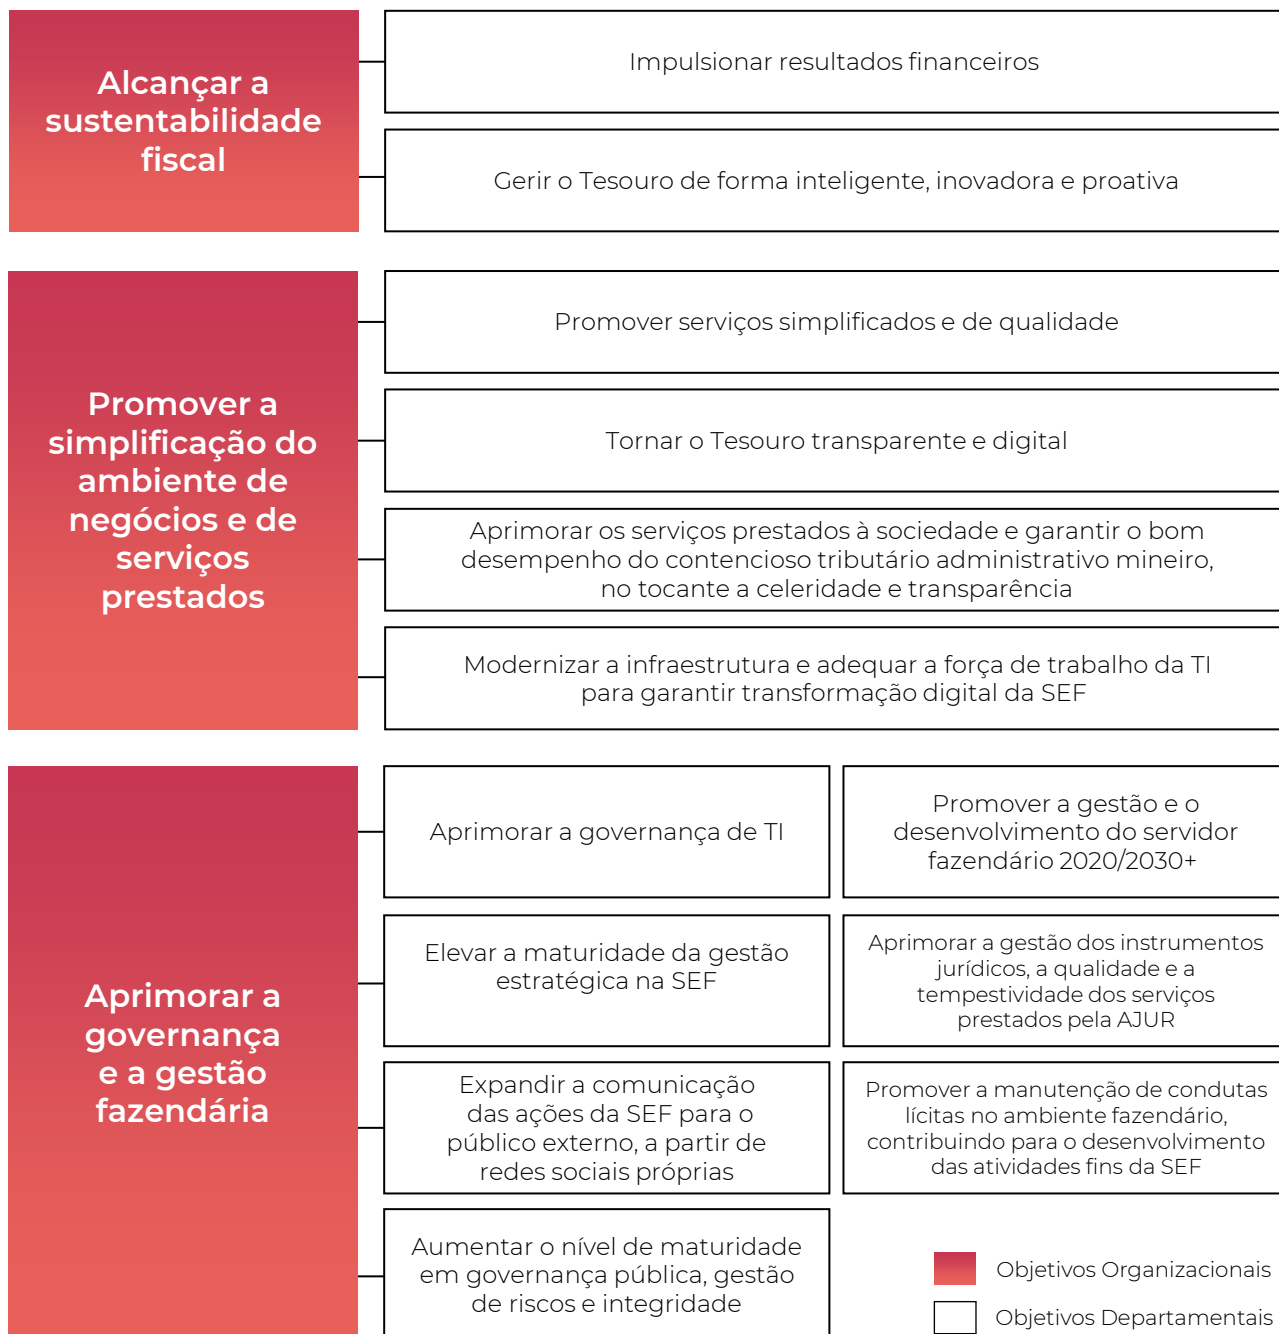 Alcançar a
sustentabilidade
fiscal
Impulsionar resultados financeiros
Gerir o Tesouro de forma inteligente, inovadora e proativa
Promover a
simplificação do
ambiente de
negócios e de
serviços
prestados
Promover serviços simplificados e de qualidade
Tornar o Tesouro transparente e digital
Aprimorar os serviços prestados à sociedade e garantir o bom
desempenho do contencioso tributário administrativo mineiro,
no tocante a celeridade e transparência
Modernizar a infraestrutura e adequar a força de trabalho da TI
para garantir transformação digital da SEF
Aprimorar a
governança
e a gestão
fazendária
Aprimorar a governança de TI
Promover a gestão e o
desenvolvimento do servidor
fazendário 2020/2030+
Elevar a maturidade da gestão
estratégica na SEF
Aprimorar a gestão dos instrumentos
jurídicos, a qualidade e a
tempestividade dos serviços
prestados pela AJUR
Expandir a comunicação
das ações da SEF para o
público externo, a partir de
redes sociais próprias
Promover a manutenção de condutas
lícitas no ambiente fazendário,
contribuindo para o desenvolvimento
das atividades fins da SEF
Aumentar o nível de maturidade
em governança pública, gestão
de riscos e integridade
Objetivos Organizacionais
Objetivos Departamentais